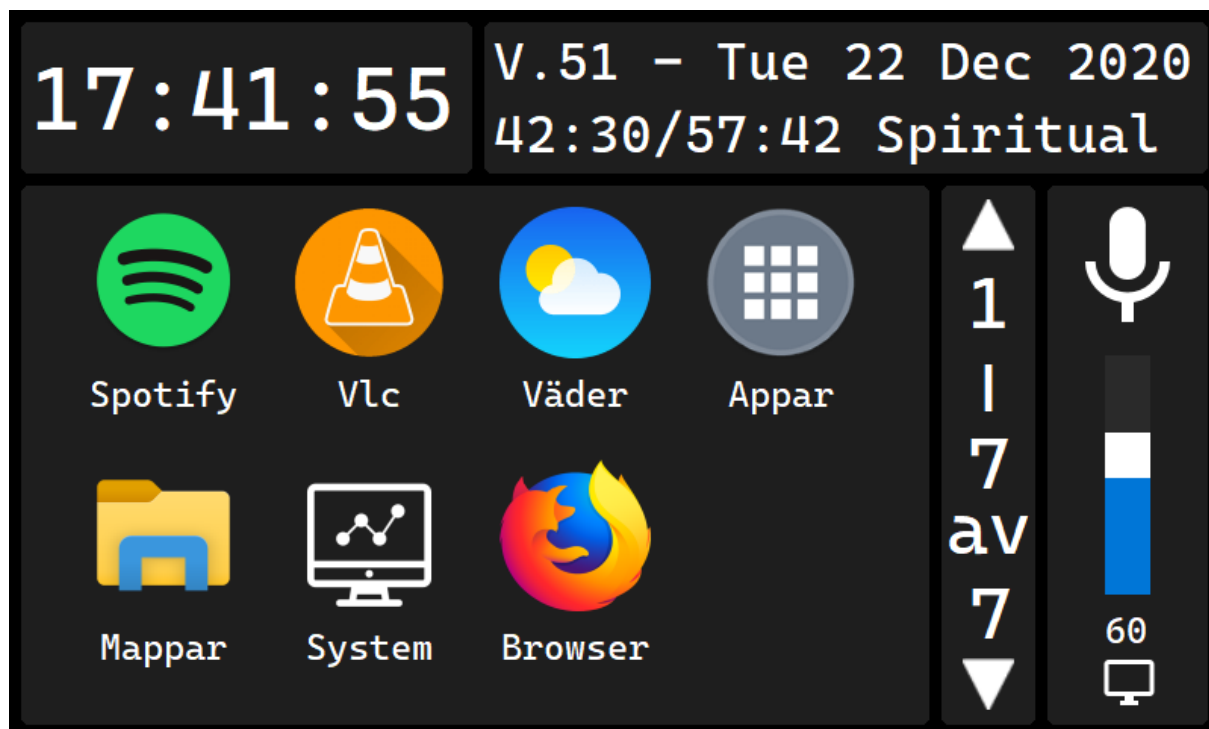 17:41:55
V.51 - Tue 22 Dec 2020
42:30/57:42 Spiritual
Spotify
Vlc
Väder
Appar
Mappar
System
Browser
1
|
7
av
7
60